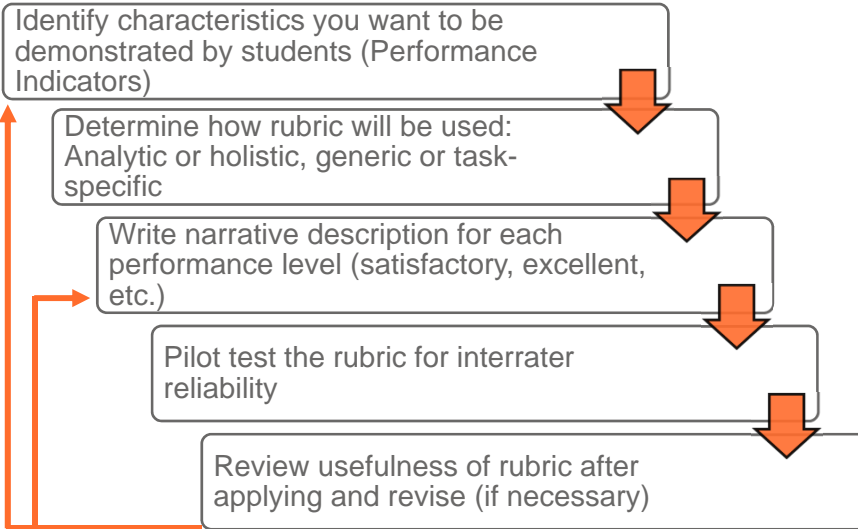 Identify characteristics you want to be
demonstrated by students (Performance
Indicators)
Determine how rubric will be used:
Analytic or holistic, generic or task-
specific
Write narrative description for each
performance level (satisfactory, excellent,
etc.)
Pilot test the rubric for interrater
reliability
Review usefulness of rubric after
applying and revise (if necessary)